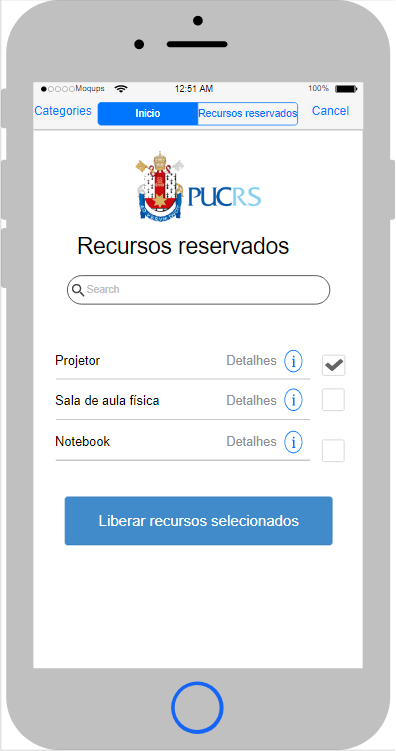 Moqups 12:51 AM 100%
Categories Inicio Recursos reservados Cancel
PUCRS
Recursos reservados
Search
Projetor Detalhes i
Sala de aula física Detalhes i
Notebook Detalhes i
Liberar recursos selecionados